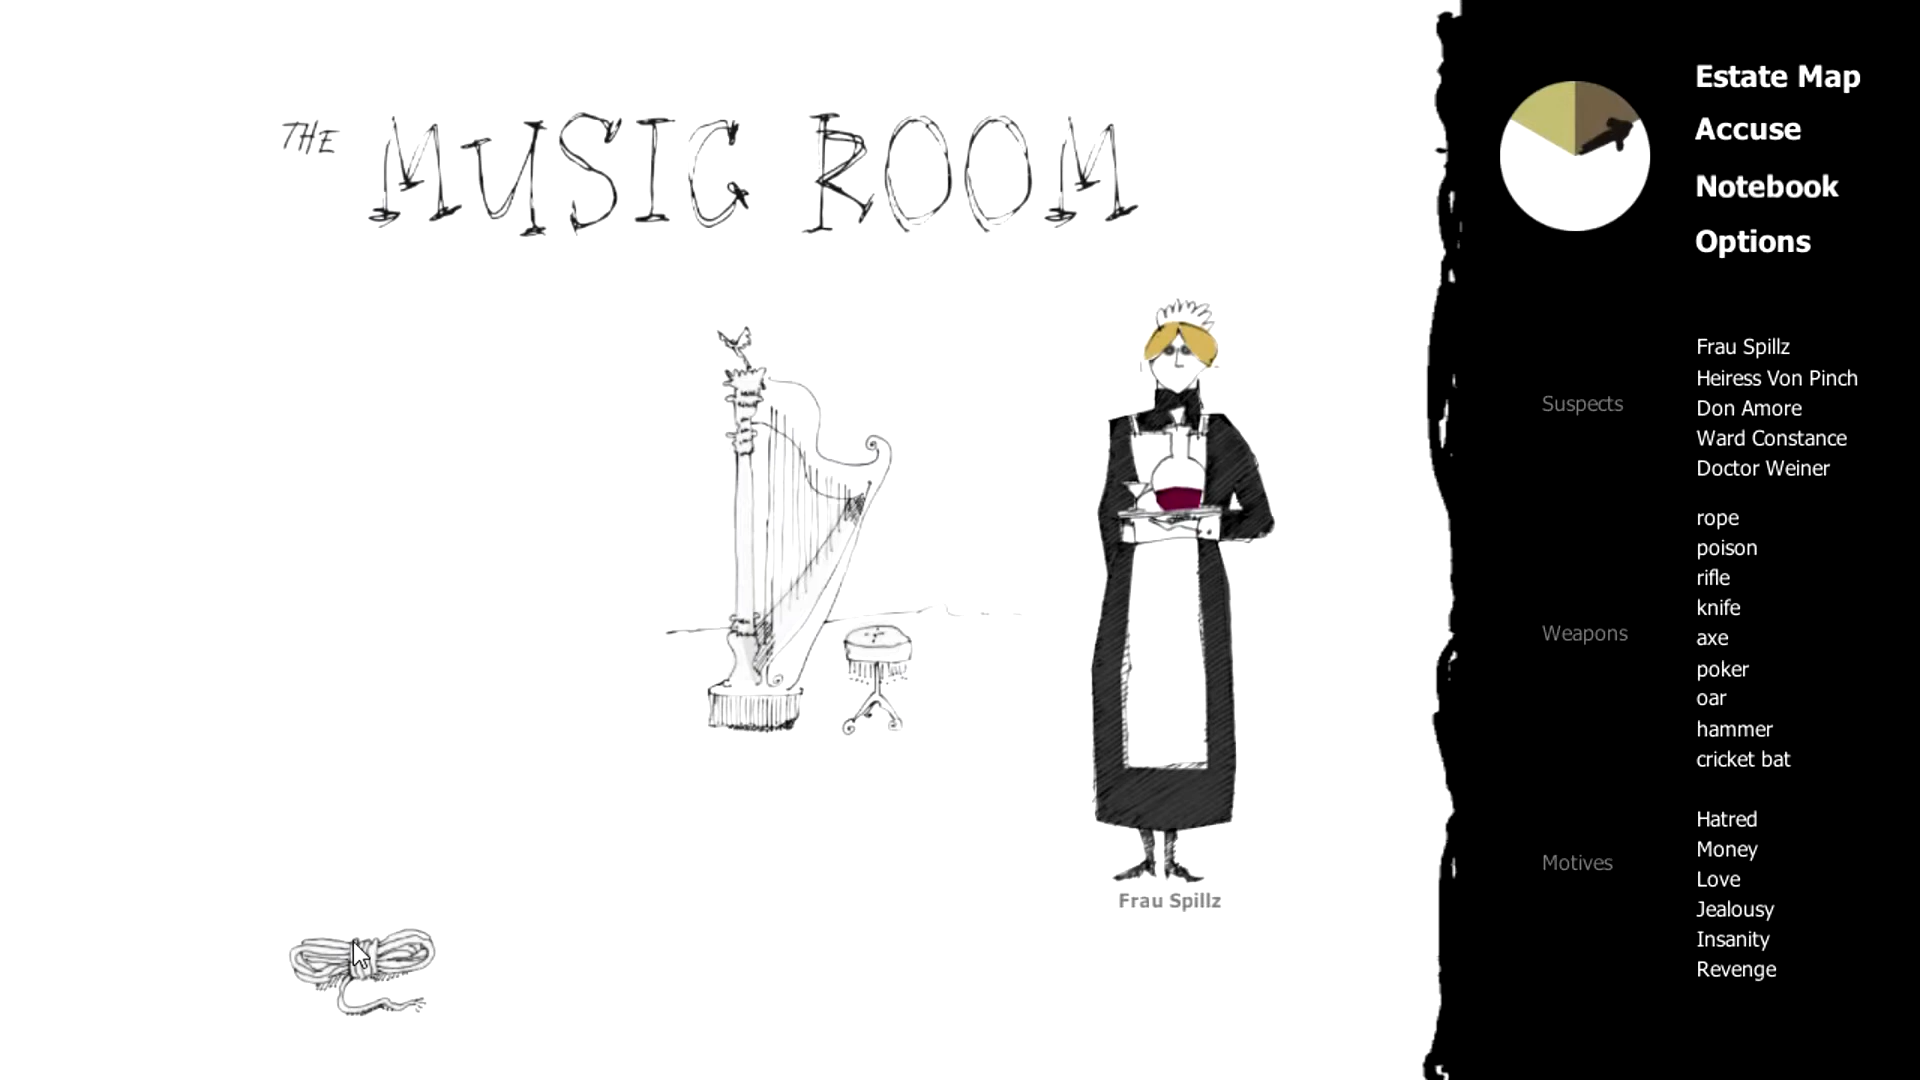 THE MUSIC ROOM
Frau Spillz
Estate Map
Accuse
Notebook
Options
Suspects
Frau Spillz
Heiress Von Pinch
Don Amore
Ward Constance
Doctor Weiner
Weapons
rope
poison
rifle
knife
axe
poker
oar
hammer
cricket bat
Motives
Hatred
Money
Love
Jealousy
Insanity
Revenge